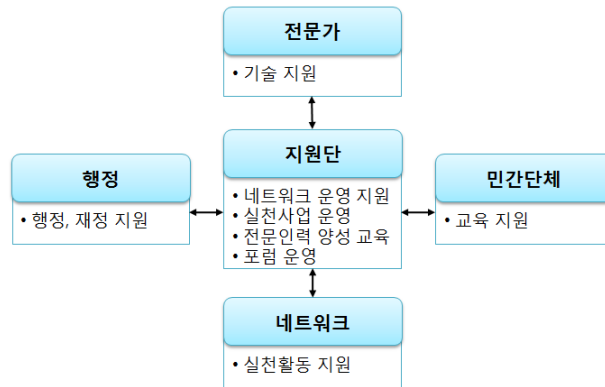 전문가
• 기술 지원
지원단
• 네트워크 운영 지원
• 실천사업 운영
• 전문인력 양성 교육
• 포럼 운영
행정
• 행정, 재정 지원
민간단체
• 교육 지원
네트워크
• 실천활동 지원